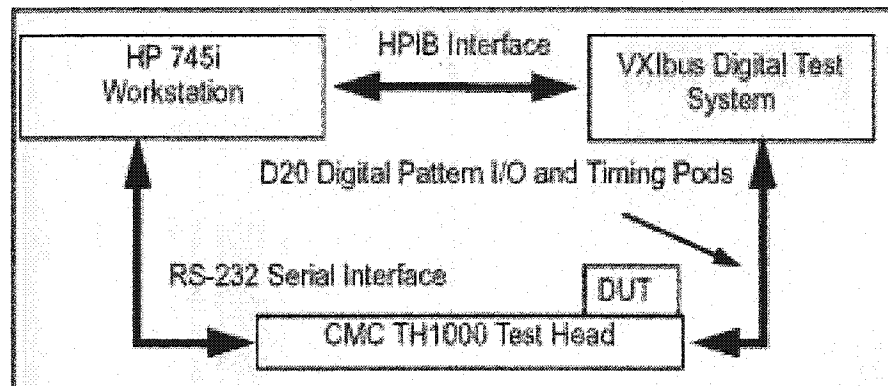 HP 745i
Workstation
HPIB Interface
VXIbus Digital Test
System
D20 Digital Pattern I/O and Timing Pods
RS-232 Serial Interface
DUT
CMC TH1000 Test Head